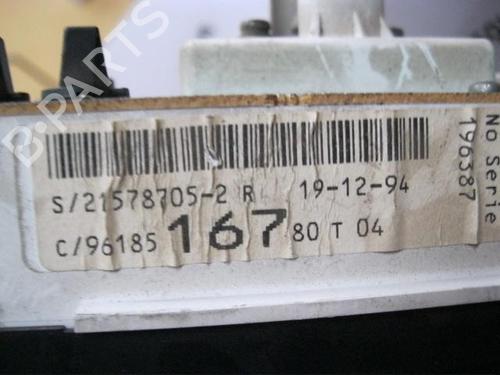 S/21578705-2 R 19-12-94
C/96185 167 80 T 04
No Serie
196387
B-PARTS